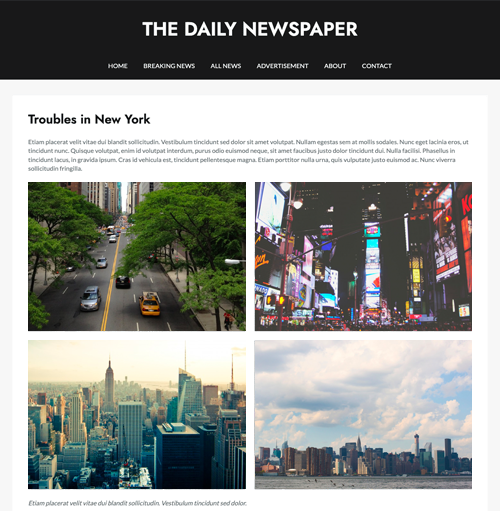 THE DAILY NEWSPAPER
HOME BREAKING NEWS ALL NEWS ADVERTISEMENT ABOUT CONTACT
Troubles in New York
Etiam placerat velit vitae dui blandit sollicitudin. Vestibulum tincidunt sed dolor sit amet volutpat. Nullam egestas sem at mollis sodales. Nunc eget lacinia eros, ut
tincidunt nunc. Quisque volutpat, enim id volutpat interdum, purus odio euismod neque, sit amet faucibus justo dolor tincidunt dui. Nulla facilisi. Phasellus in
tincidunt lacus, in gravida ipsum. Cras id vehicula est, tincidunt pellentesque magna. Etiam porttitor nulla urna, quis vulputate justo euismod ac. Nunc viverra
sollicitudin fringilla.
Etiam placerat velit vitae dui blandit sollicitudin. Vestibulum tincidunt sed dolor.